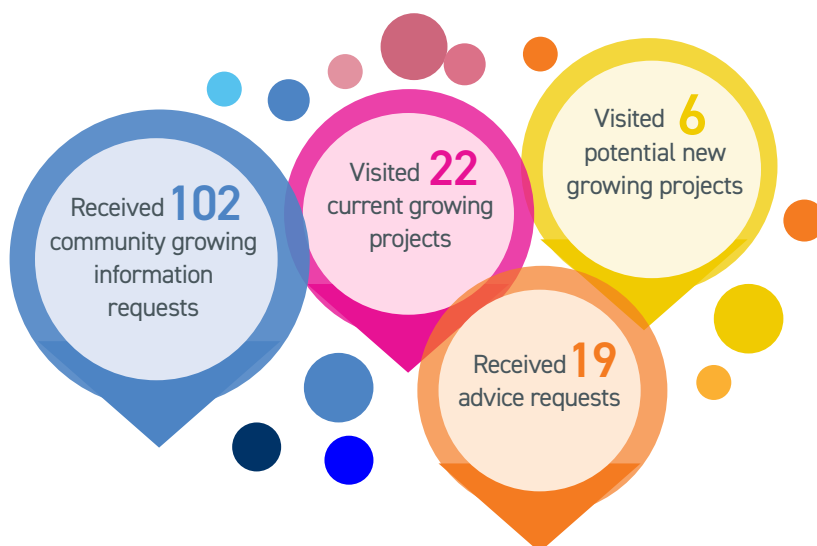 Received 102
community growing
information
requests
Visited 22
current growing
projects
Visited 6
potential new
growing projects
Received 19
advice requests